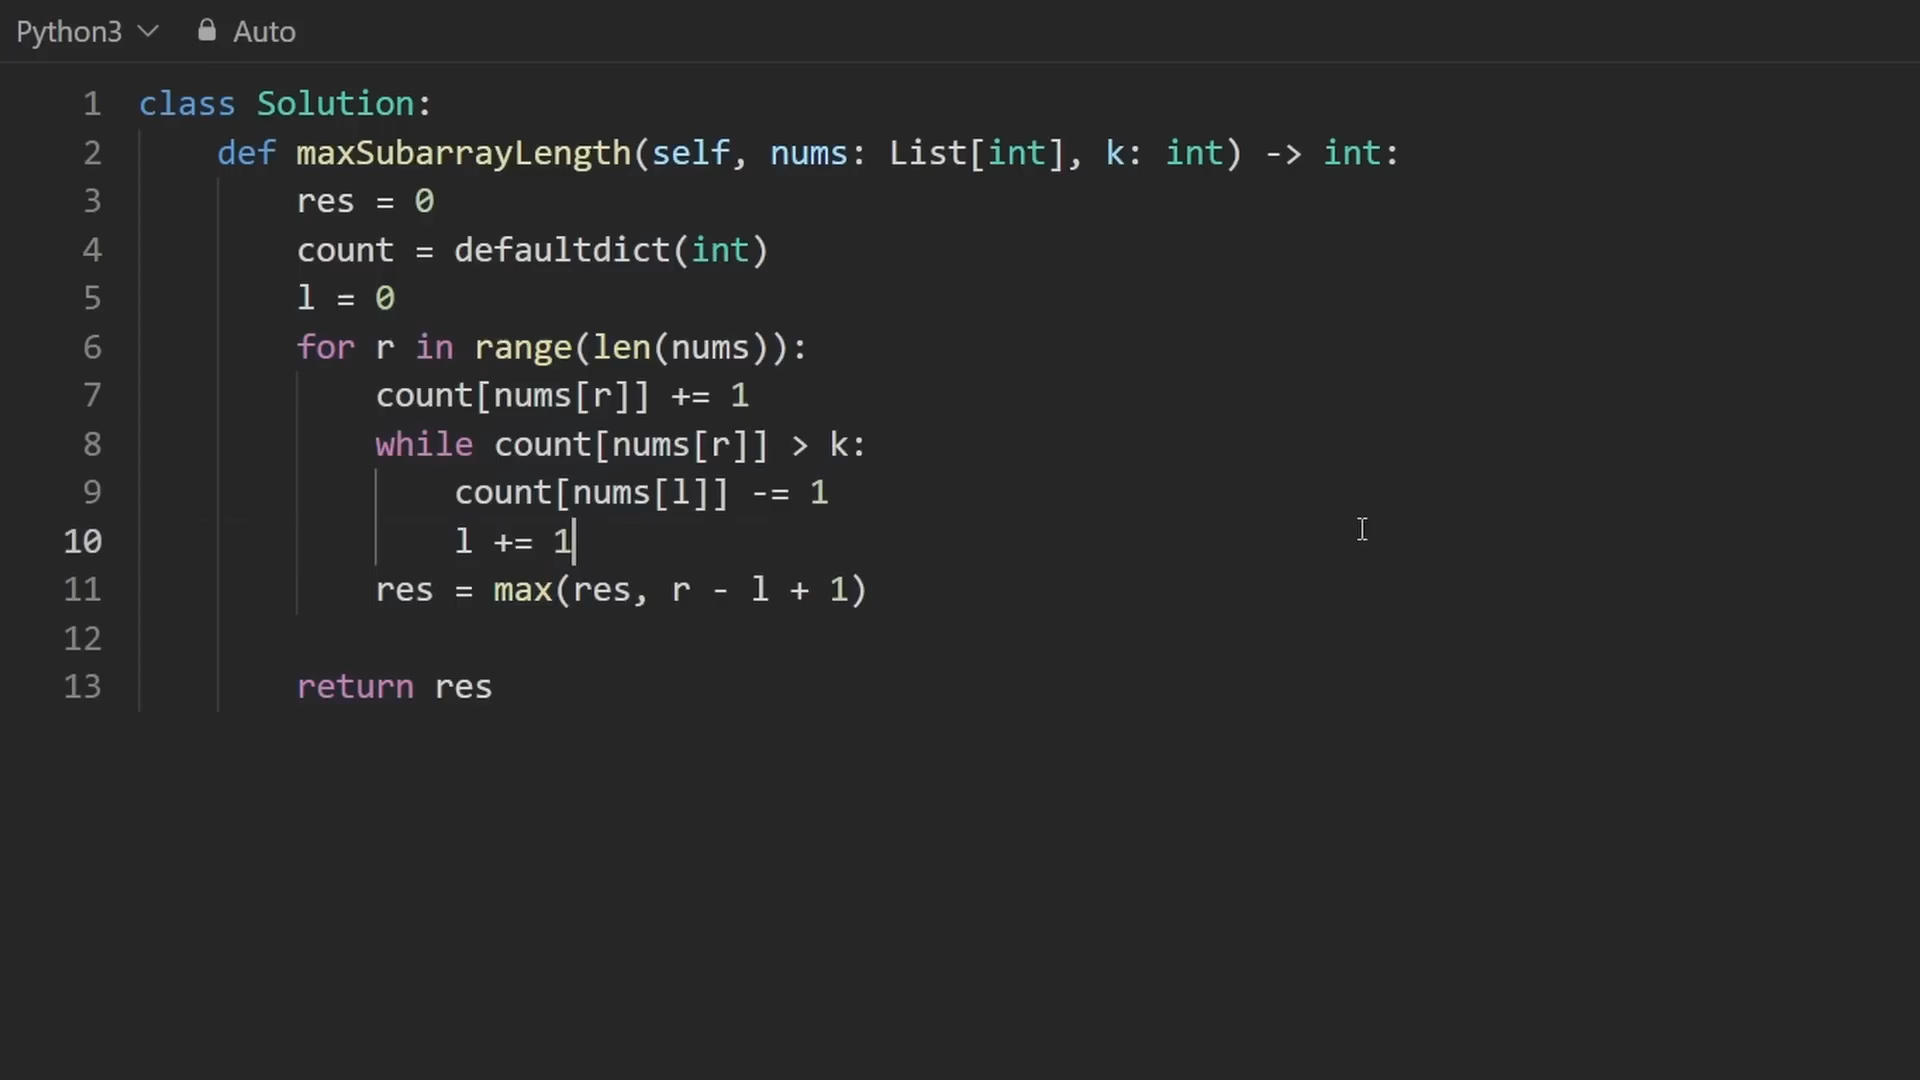 Python3 Auto
1 class Solution:
2 def maxSubarrayLength(self, nums: List[int], k: int) -> int:
3 res = 0
4 count = defaultdict(int)
5 l = 0
6 for r in range(len(nums)):
7 count[nums[r]] += 1
8 while count[nums[r]] > k:
9 count[nums[l]] -= 1
10 l += 1
11 res = max(res, r - l + 1)
12
13 return res